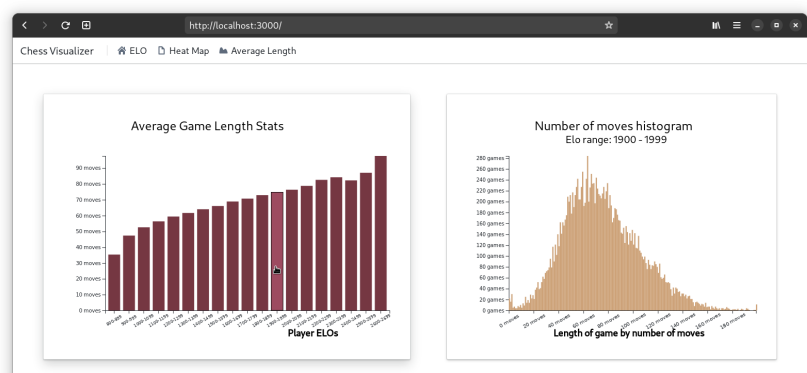 http://localhost:3000/
Chess Visualizer
ELO
Heat Map
Average Length
Average Game Length Stats
90 moves
80 moves
70 moves
60 moves
50 moves
40 moves
30 moves
20 moves
10 moves
0 moves
Player ELOs
Number of moves histogram
Elo range: 1900 - 1999
280 games
260 games
240 games
220 games
200 games
180 games
160 games
140 games
120 games
100 games
80 games
60 games
40 games
20 games
0 games
0 moves
20 moves
40 moves
60 moves
80 moves
100 moves
120 moves
140 moves
160 moves
180 moves
Length of game by number of moves